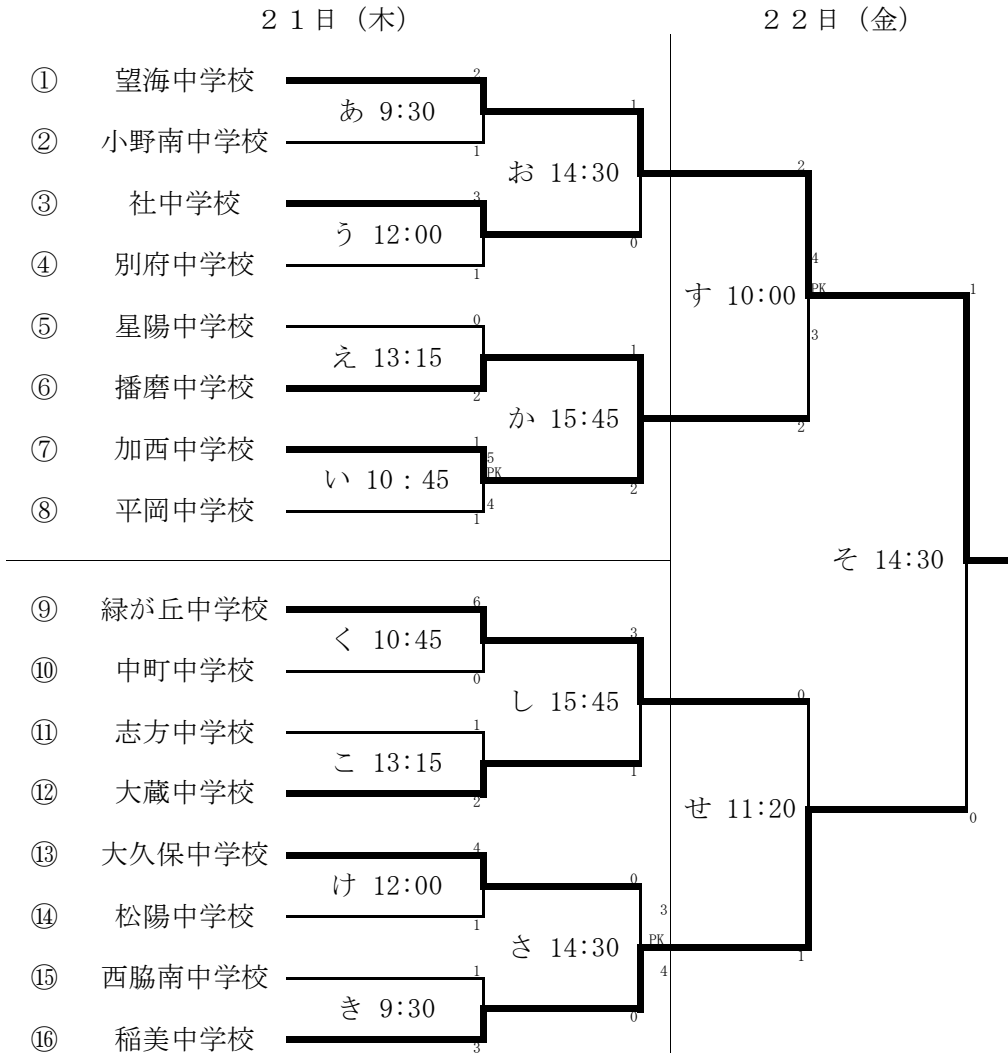 ２１日（木） ２２日（金）
① 望海中学校 2
あ 9:30 1
② 小野南中学校 1
お 14:30 2
③ 社中学校 3
う 12:00 0
④ 別府中学校 1
4
す 10:00 PK 1
⑤ 星陽中学校 0
3
え 13:15 1
⑥ 播磨中学校 2
か 15:45 2
⑦ 加西中学校 1
5
PK
い 10：45 2
4
⑧ 平岡中学校 1
そ 14:30
⑨ 緑が丘中学校 6
く 10:45 3
⑩ 中町中学校 0
し 15:45 0
⑪ 志方中学校 1
こ 13:15 1
⑫ 大蔵中学校 2
せ 11:20 0
⑬ 大久保中学校 4
け 12:00 0
3
⑭ 松陽中学校 1
さ 14:30 PK 1
4
⑮ 西脇南中学校 1
き 9:30 0
⑯ 稲美中学校 3